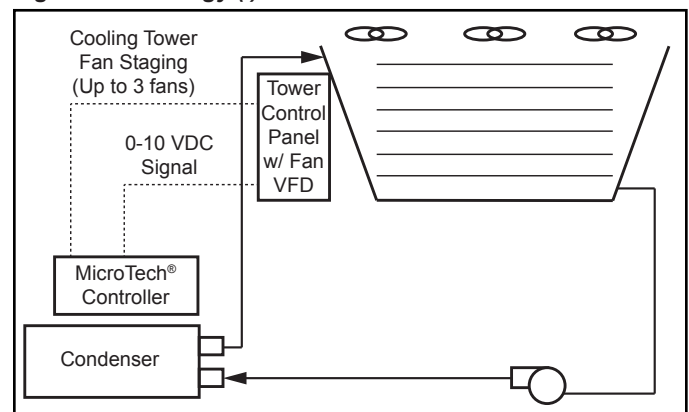 Cooling Tower
Fan Staging
(Up to 3 fans)
0-10 VDC
Signal
Tower
Control
Panel
w/ Fan
VFD
MicroTech®
Controller
Condenser